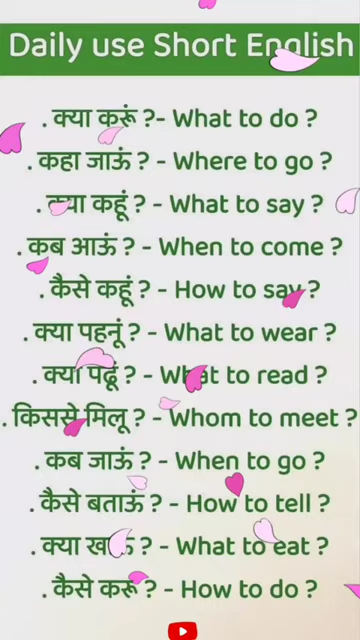 Daily use Short English
. क्या करूं ?- What to do ?
. कहा जाऊं ? - Where to go ?
. क्या कहूं ? - What to say ?
. कब आऊं ? - When to come ?
. कैसे कहूं ? - How to say ?
. क्या पहनूं ? - What to wear ?
. क्या पढूं ? - What to read ?
. किससे मिलू ? - Whom to meet ?
. कब जाऊं ? - When to go ?
. कैसे बताऊं ? - How to tell ?
. क्या खाऊं ? - What to eat ?
. कैसे करूं ? - How to do ?